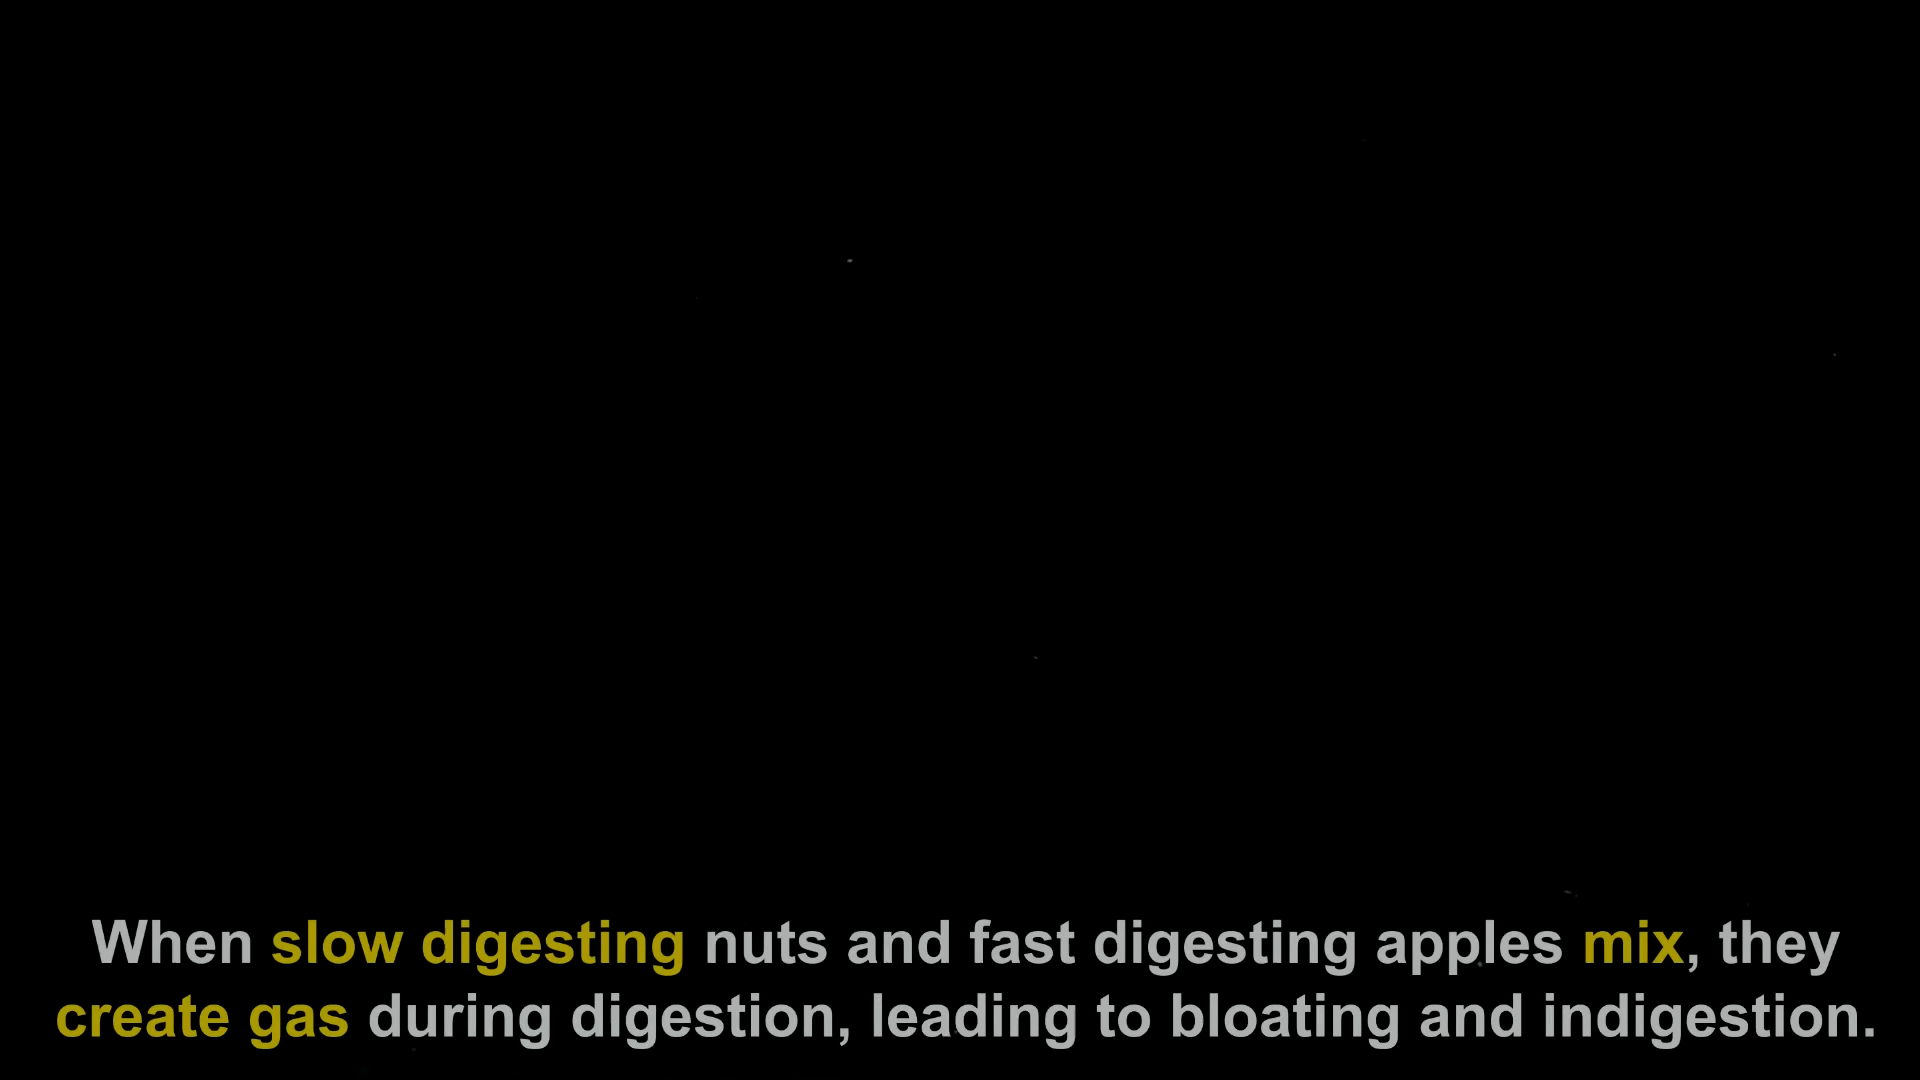 When slow digesting nuts and fast digesting apples mix, they
create gas during digestion, leading to bloating and indigestion.